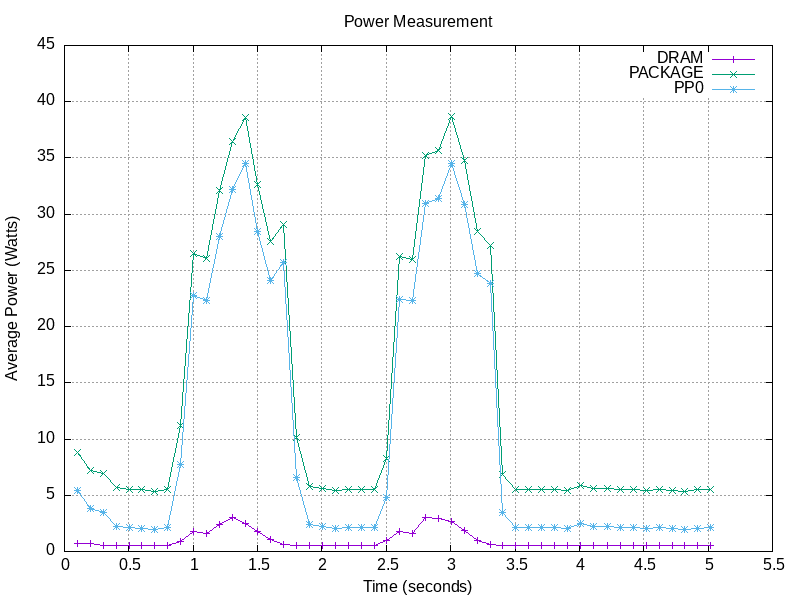 Power Measurement
45
40
35
30
25
20
15
10
5
0
Average Power (Watts)
DRAM
PACKAGE
PP0
0 0.5 1 1.5 2 2.5 3 3.5 4 4.5 5 5.5
Time (seconds)